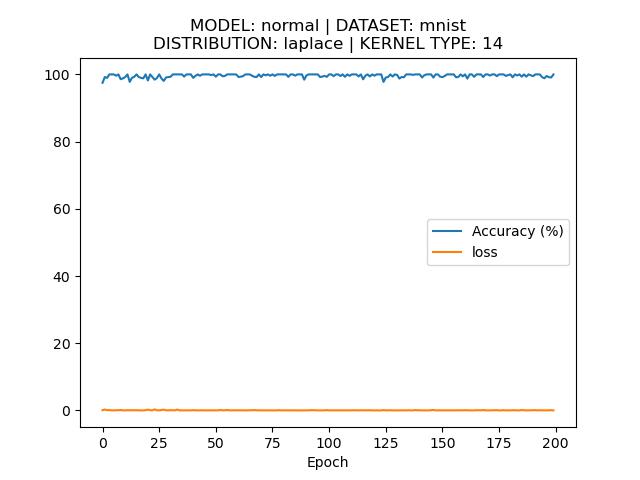 MODEL: normal | DATASET: mnist
DISTRIBUTION: laplace | KERNEL TYPE: 14
100
80
60
40
20
0
Accuracy (%)
loss
0 25 50 75 100 125 150 175 200
Epoch